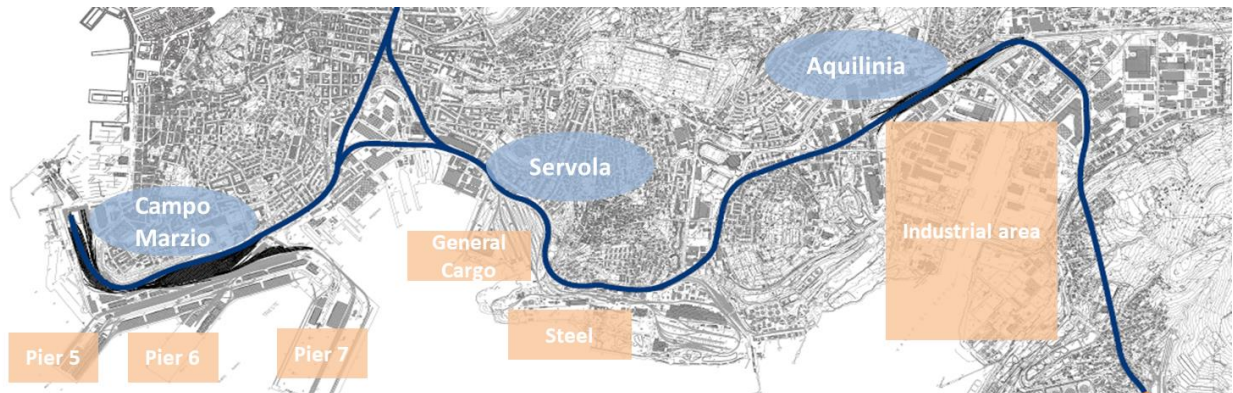 Aquilinia
Servola
Campo
Marzio
General
Cargo
Industrial area
Steel
Pier 5
Pier 6
Pier 7